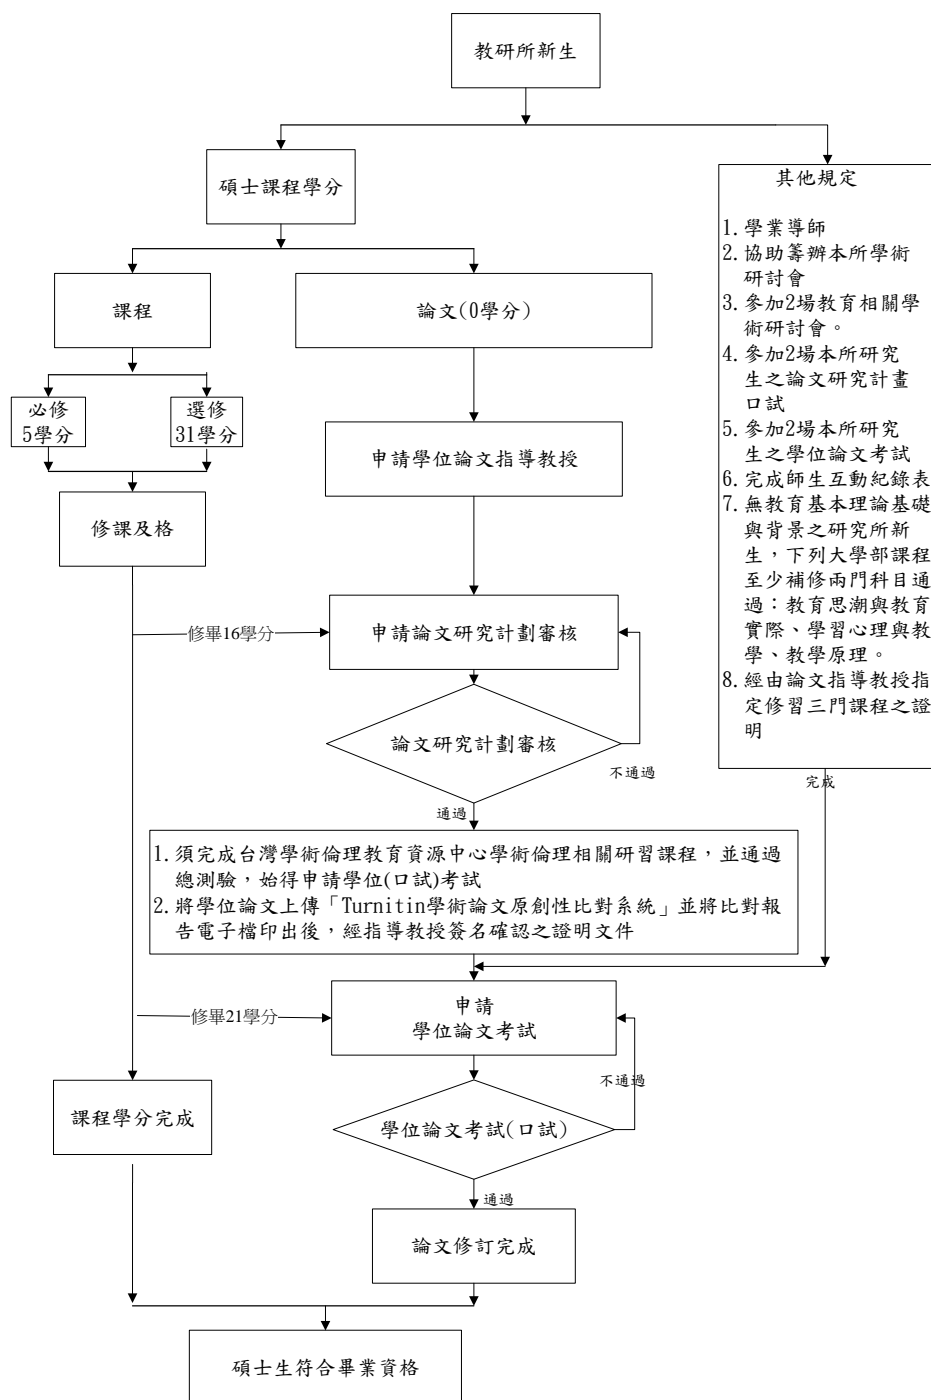 教研所新生
碩士課程學分
課程
論文(0學分)
必修
5學分
選修
31學分
申請學位論文指導教授
修課及格
修畢16學分
申請論文研究計劃審核
論文研究計劃審核
不通過
通過
1. 須完成台灣學術倫理教育資源中心學術倫理相關研習課程，並通過
總測驗，始得申請學位(口試)考試
2. 將學位論文上傳「Turnitin學術論文原創性比對系統」並將比對報
告電子檔印出後，經指導教授簽名確認之證明文件
其他規定
1. 學業導師
2. 協助籌辦本所學術
研討會
3. 參加2場教育相關學
術研討會。
4. 參加2場本所研究
生之論文研究計畫
口試
5. 參加2場本所研究
生之學位論文考試
6. 完成師生互動紀錄表
7. 無教育基本理論基礎
與背景之研究所新
生，下列大學部課程
至少補修兩門科目通
過：教育思潮與教育
實際、學習心理與教
學、教學原理。
8. 經由論文指導教授指
定修習三門課程之證
明
完成
修畢21學分
申請
學位論文考試
不通過
課程學分完成
學位論文考試(口試)
通過
論文修訂完成
碩士生符合畢業資格